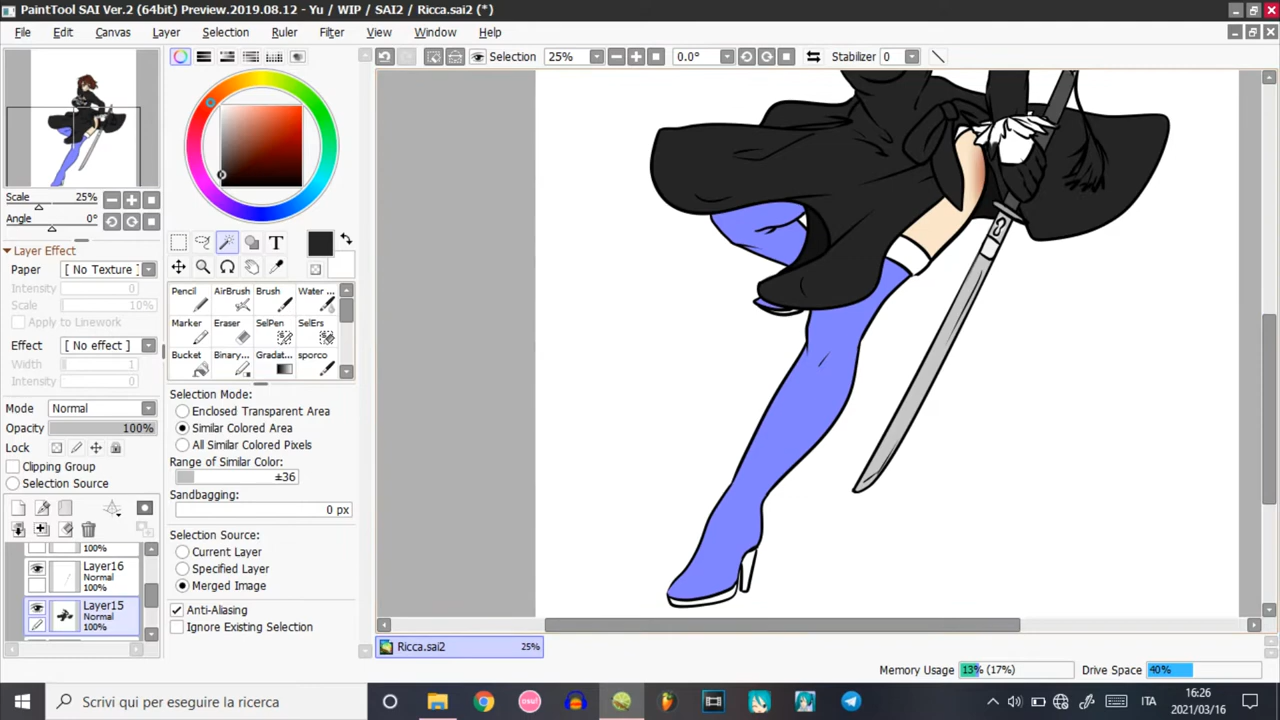 PaintTool SAI Ver.2 (64bit) Preview.2019.08.12 - Yu / WIP / SAI2 / Ricca.sai2 (*)
File Edit Canvas Layer Selection Ruler Filter View Window Help
Selection 25% 0.0° Stabilizer 0
Scale 25%
Angle 0°
Layer Effect
Paper [ No Texture ]
Intensity 0
Scale 10%
Apply to Linework
Effect [ No effect ]
Width 1
Intensity 0
Mode Normal
Opacity 100%
Lock
Clipping Group
Selection Source
100%
Layer16
Normal
100%
Layer15
Normal
100%
T
Pencil AirBrush Brush Water ...
Marker Eraser SelPen SelErs
Bucket Binary... Gradat... sporco
Selection Mode:
Enclosed Transparent Area
Similar Colored Area
All Similar Colored Pixels
Range of Similar Color:
±36
Sandbagging:
0 px
Selection Source:
Current Layer
Specified Layer
Merged Image
Anti-Aliasing
Ignore Existing Selection
Ricca.sai2 25%
Memory Usage 13% (17%) Drive Space 40%
Scrivi qui per eseguire la ricerca
osu!
ITA
16:26
2021/03/16